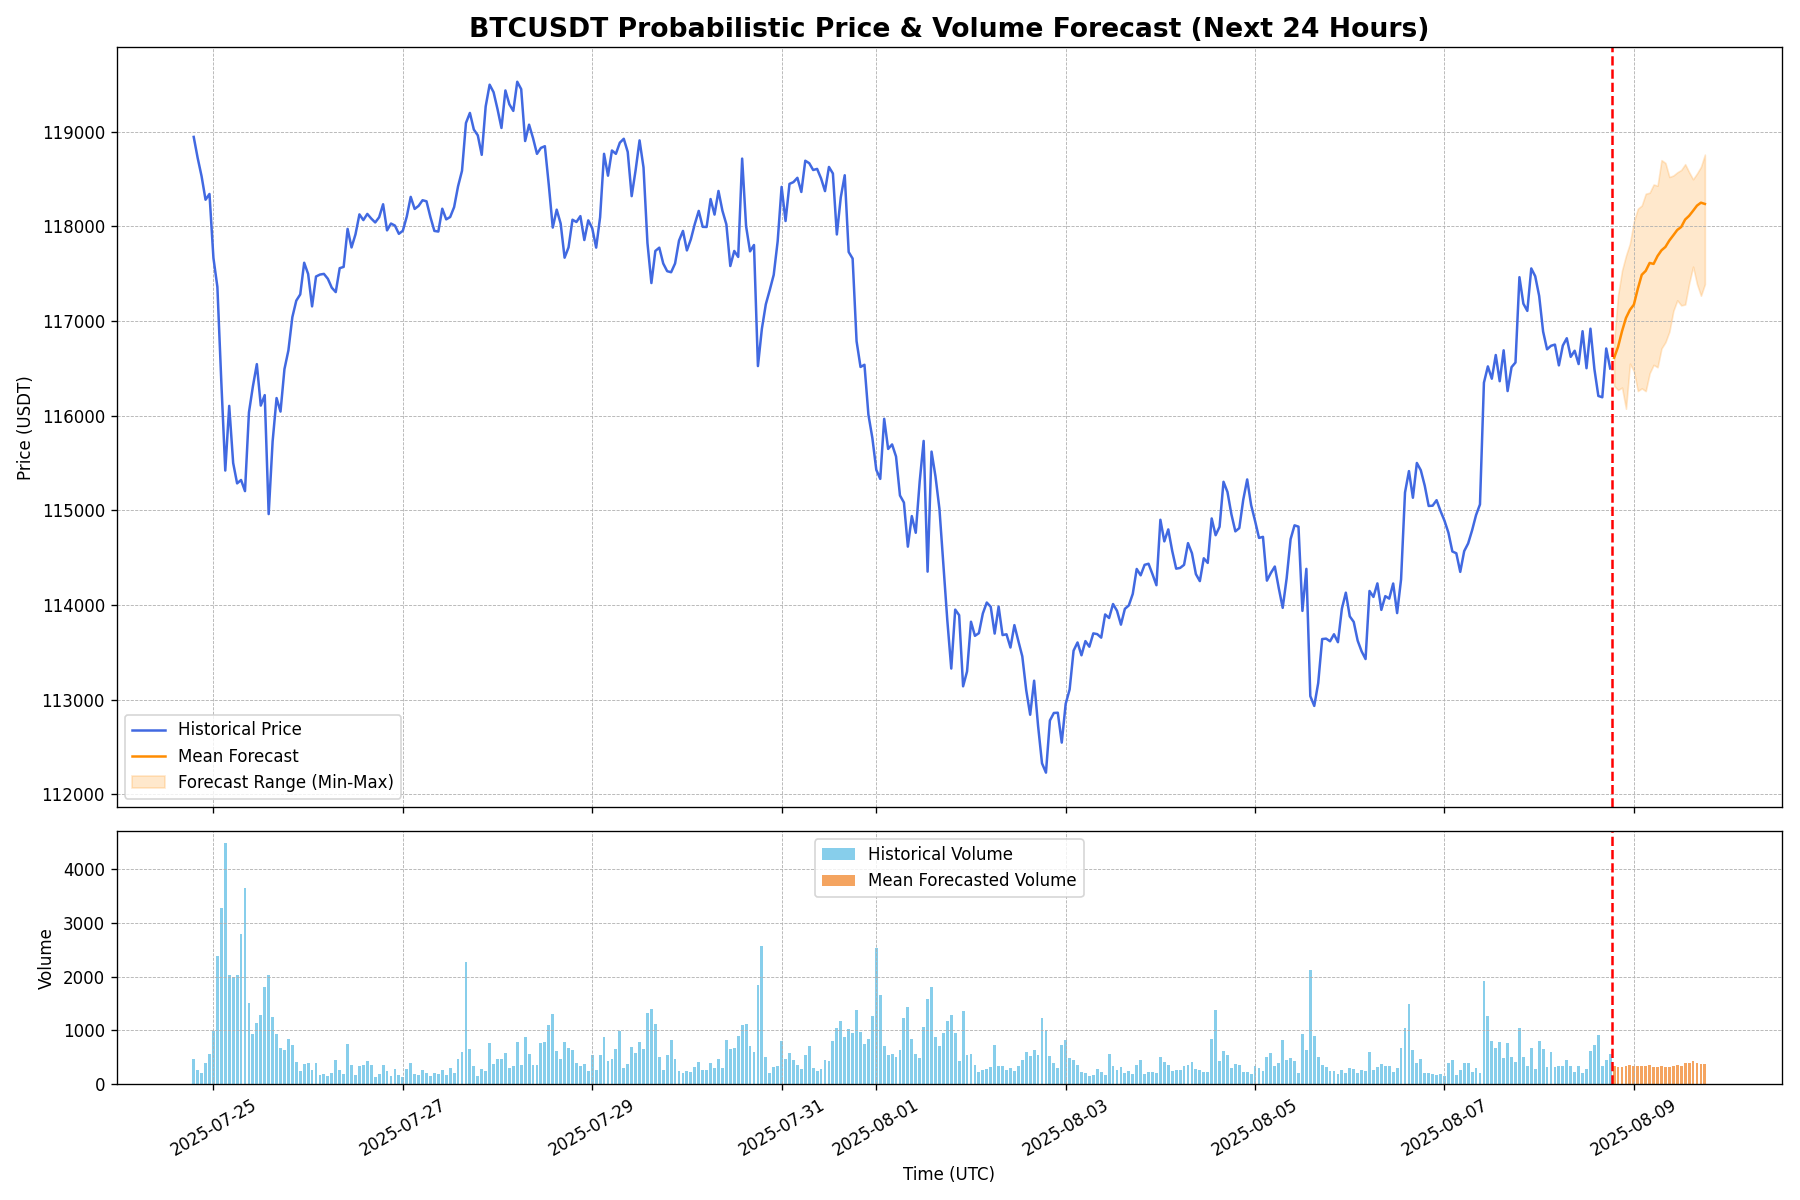 BTCUSDT Probabilistic Price & Volume Forecast (Next 24 Hours)
Price (USDT)
119000
118000
117000
116000
115000
114000
113000
112000
Historical Price
Mean Forecast
Forecast Range (Min-Max)
Volume
4000
3000
2000
1000
0
Historical Volume
Mean Forecasted Volume
2025-07-25
2025-07-27
2025-07-29
2025-07-31
2025-08-01
2025-08-03
2025-08-05
2025-08-07
2025-08-09
Time (UTC)